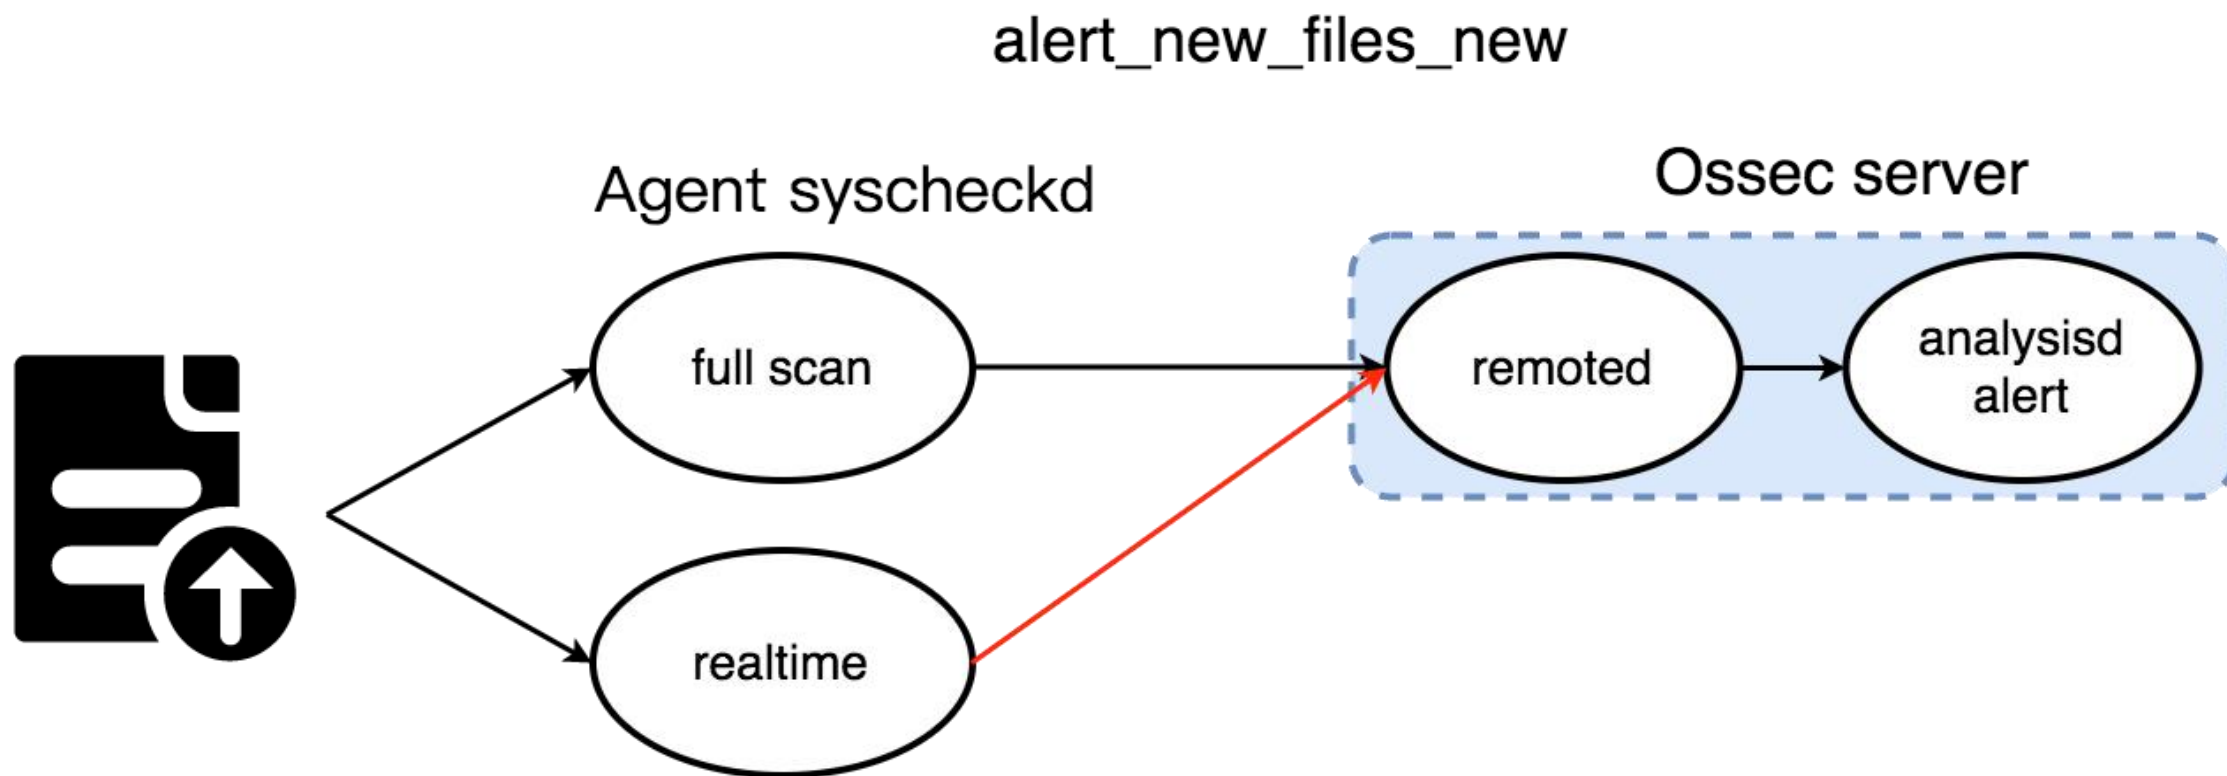 alert_new_files_new
Agent syscheckd
Ossec server
full scan
remoted
analysisd
alert
realtime